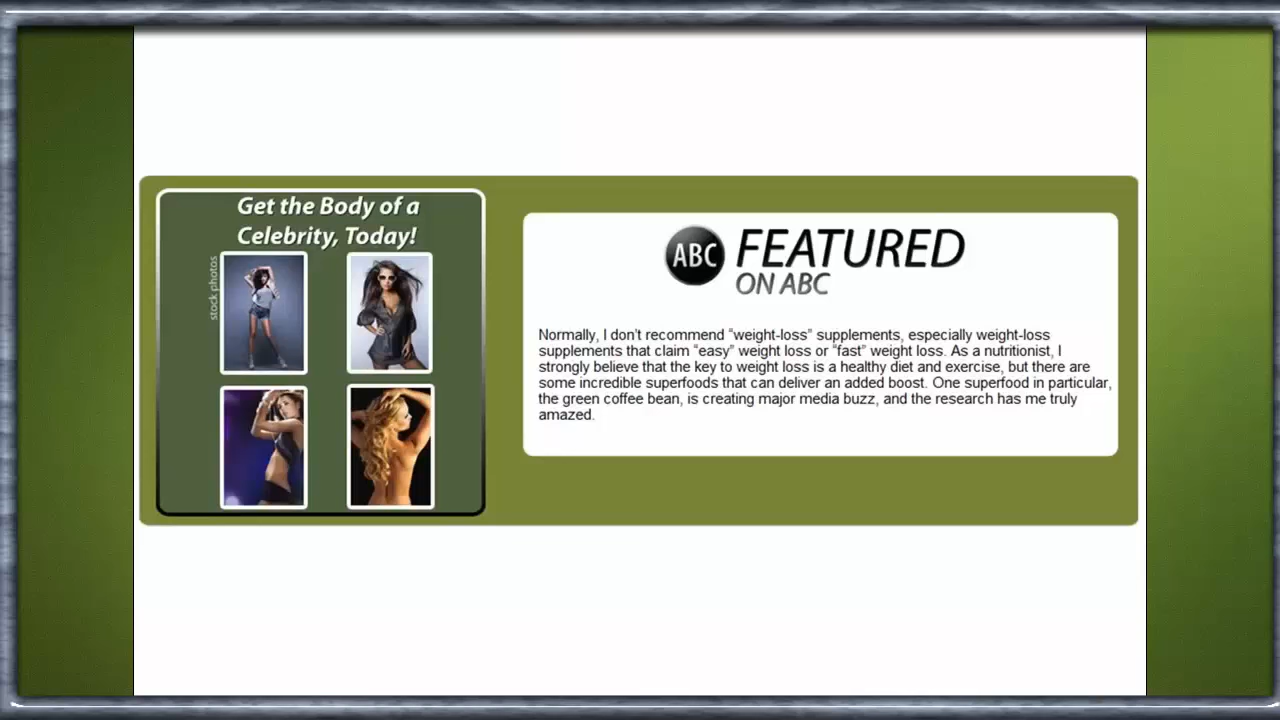 Get the Body of a
Celebrity, Today!
stock photos
ABC FEATURED
ON ABC
Normally, I don't recommend “weight-loss” supplements, especially weight-loss
supplements that claim “easy” weight loss or “fast” weight loss. As a nutritionist, I
strongly believe that the key to weight loss is a healthy diet and exercise, but there are
some incredible superfoods that can deliver an added boost. One superfood in particular,
the green coffee bean, is creating major media buzz, and the research has me truly
amazed.